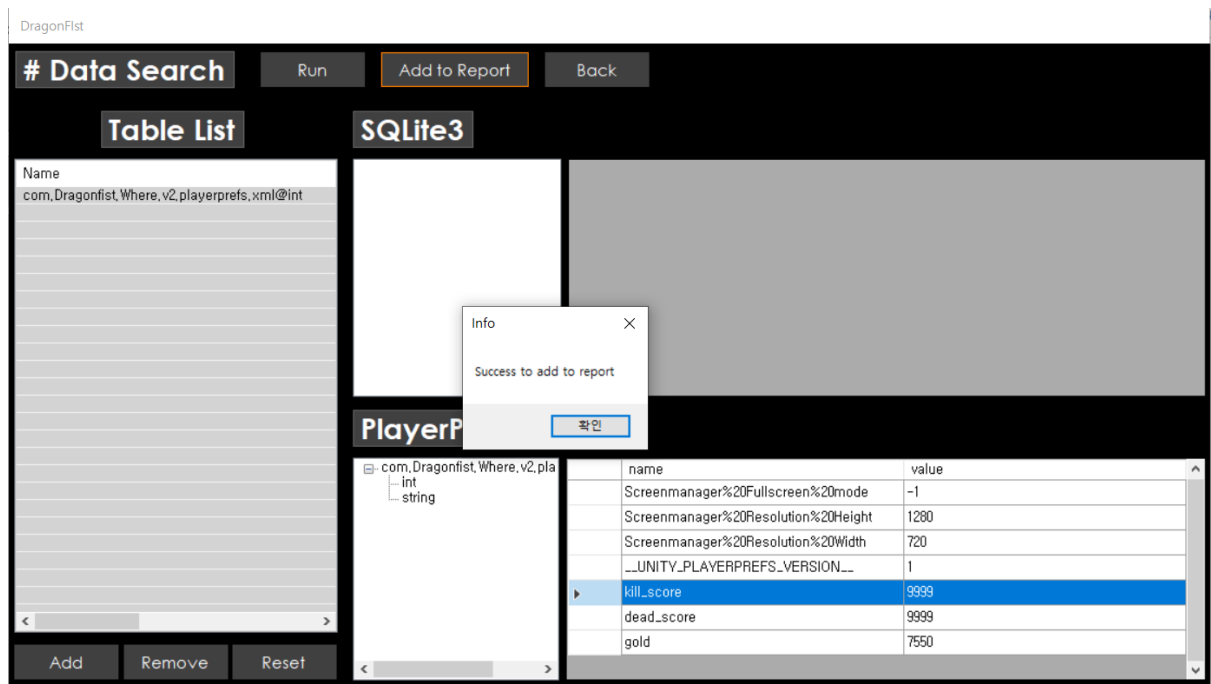 DragonFIst
# Data Search
Run
Add to Report
Back
Table List
SQLite3
Name
com,Dragonfist,Where,v2,playerprefs,xml@int
Info
Success to add to report
확인
PlayerP
com,Dragonfist,Where,v2,pla
int
string
name value
Screenmanager%20Fullscreen%20mode -1
Screenmanager%20Resolution%20Height 1280
Screenmanager%20Resolution%20Width 720
__UNITY_PLAYERPREFS_VERSION__ 1
kill_score 9999
dead_score 9999
gold 7550
Add
Remove
Reset